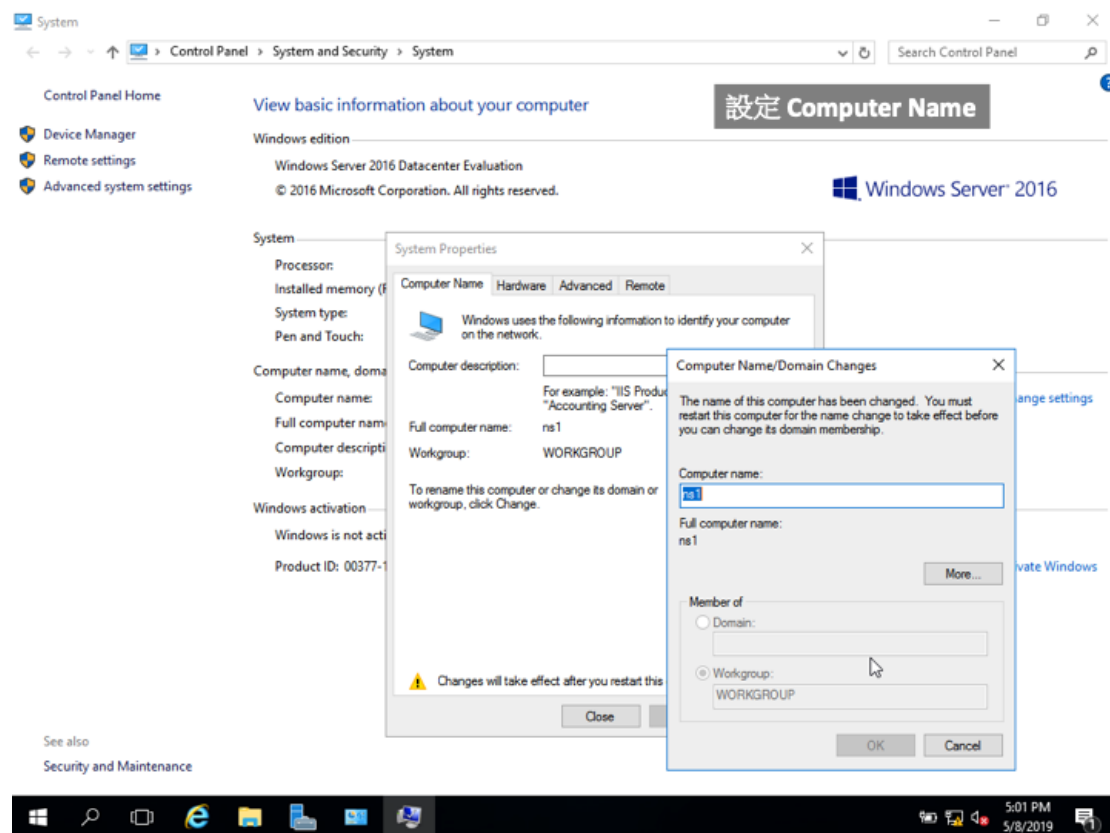 System
Control Panel > System and Security > System
Search Control Panel
設定 Computer Name
Control Panel Home
Device Manager
Remote settings
Advanced system settings
View basic information about your computer
Windows edition
Windows Server 2016 Datacenter Evaluation
© 2016 Microsoft Corporation. All rights reserved.
Windows Server 2016
System
Processor:
Installed memory (
System type:
Pen and Touch:
Computer name, doma
Computer name:
Full computer nam
Computer descripti
Workgroup:
ange settings
Windows activation
Windows is not acti
Product ID: 00377-1
vate Windows
See also
Security and Maintenance
System Properties
Computer Name Hardware Advanced Remote
Windows uses the following information to identify your computer
on the network.
Computer description:
For example: "IIS Produc
"Accounting Server".
Full computer name: ns1
Workgroup: WORKGROUP
To rename this computer or change its domain or
workgroup, click Change.
Changes will take effect after you restart this
Close
Computer Name/Domain Changes
The name of this computer has been changed. You must
restart this computer for the name change to take effect before
you can change its domain membership.
Computer name:
ns1
Full computer name:
ns1
More...
Member of
Domain:
Workgroup:
WORKGROUP
OK Cancel
5:01 PM
5/8/2019
1